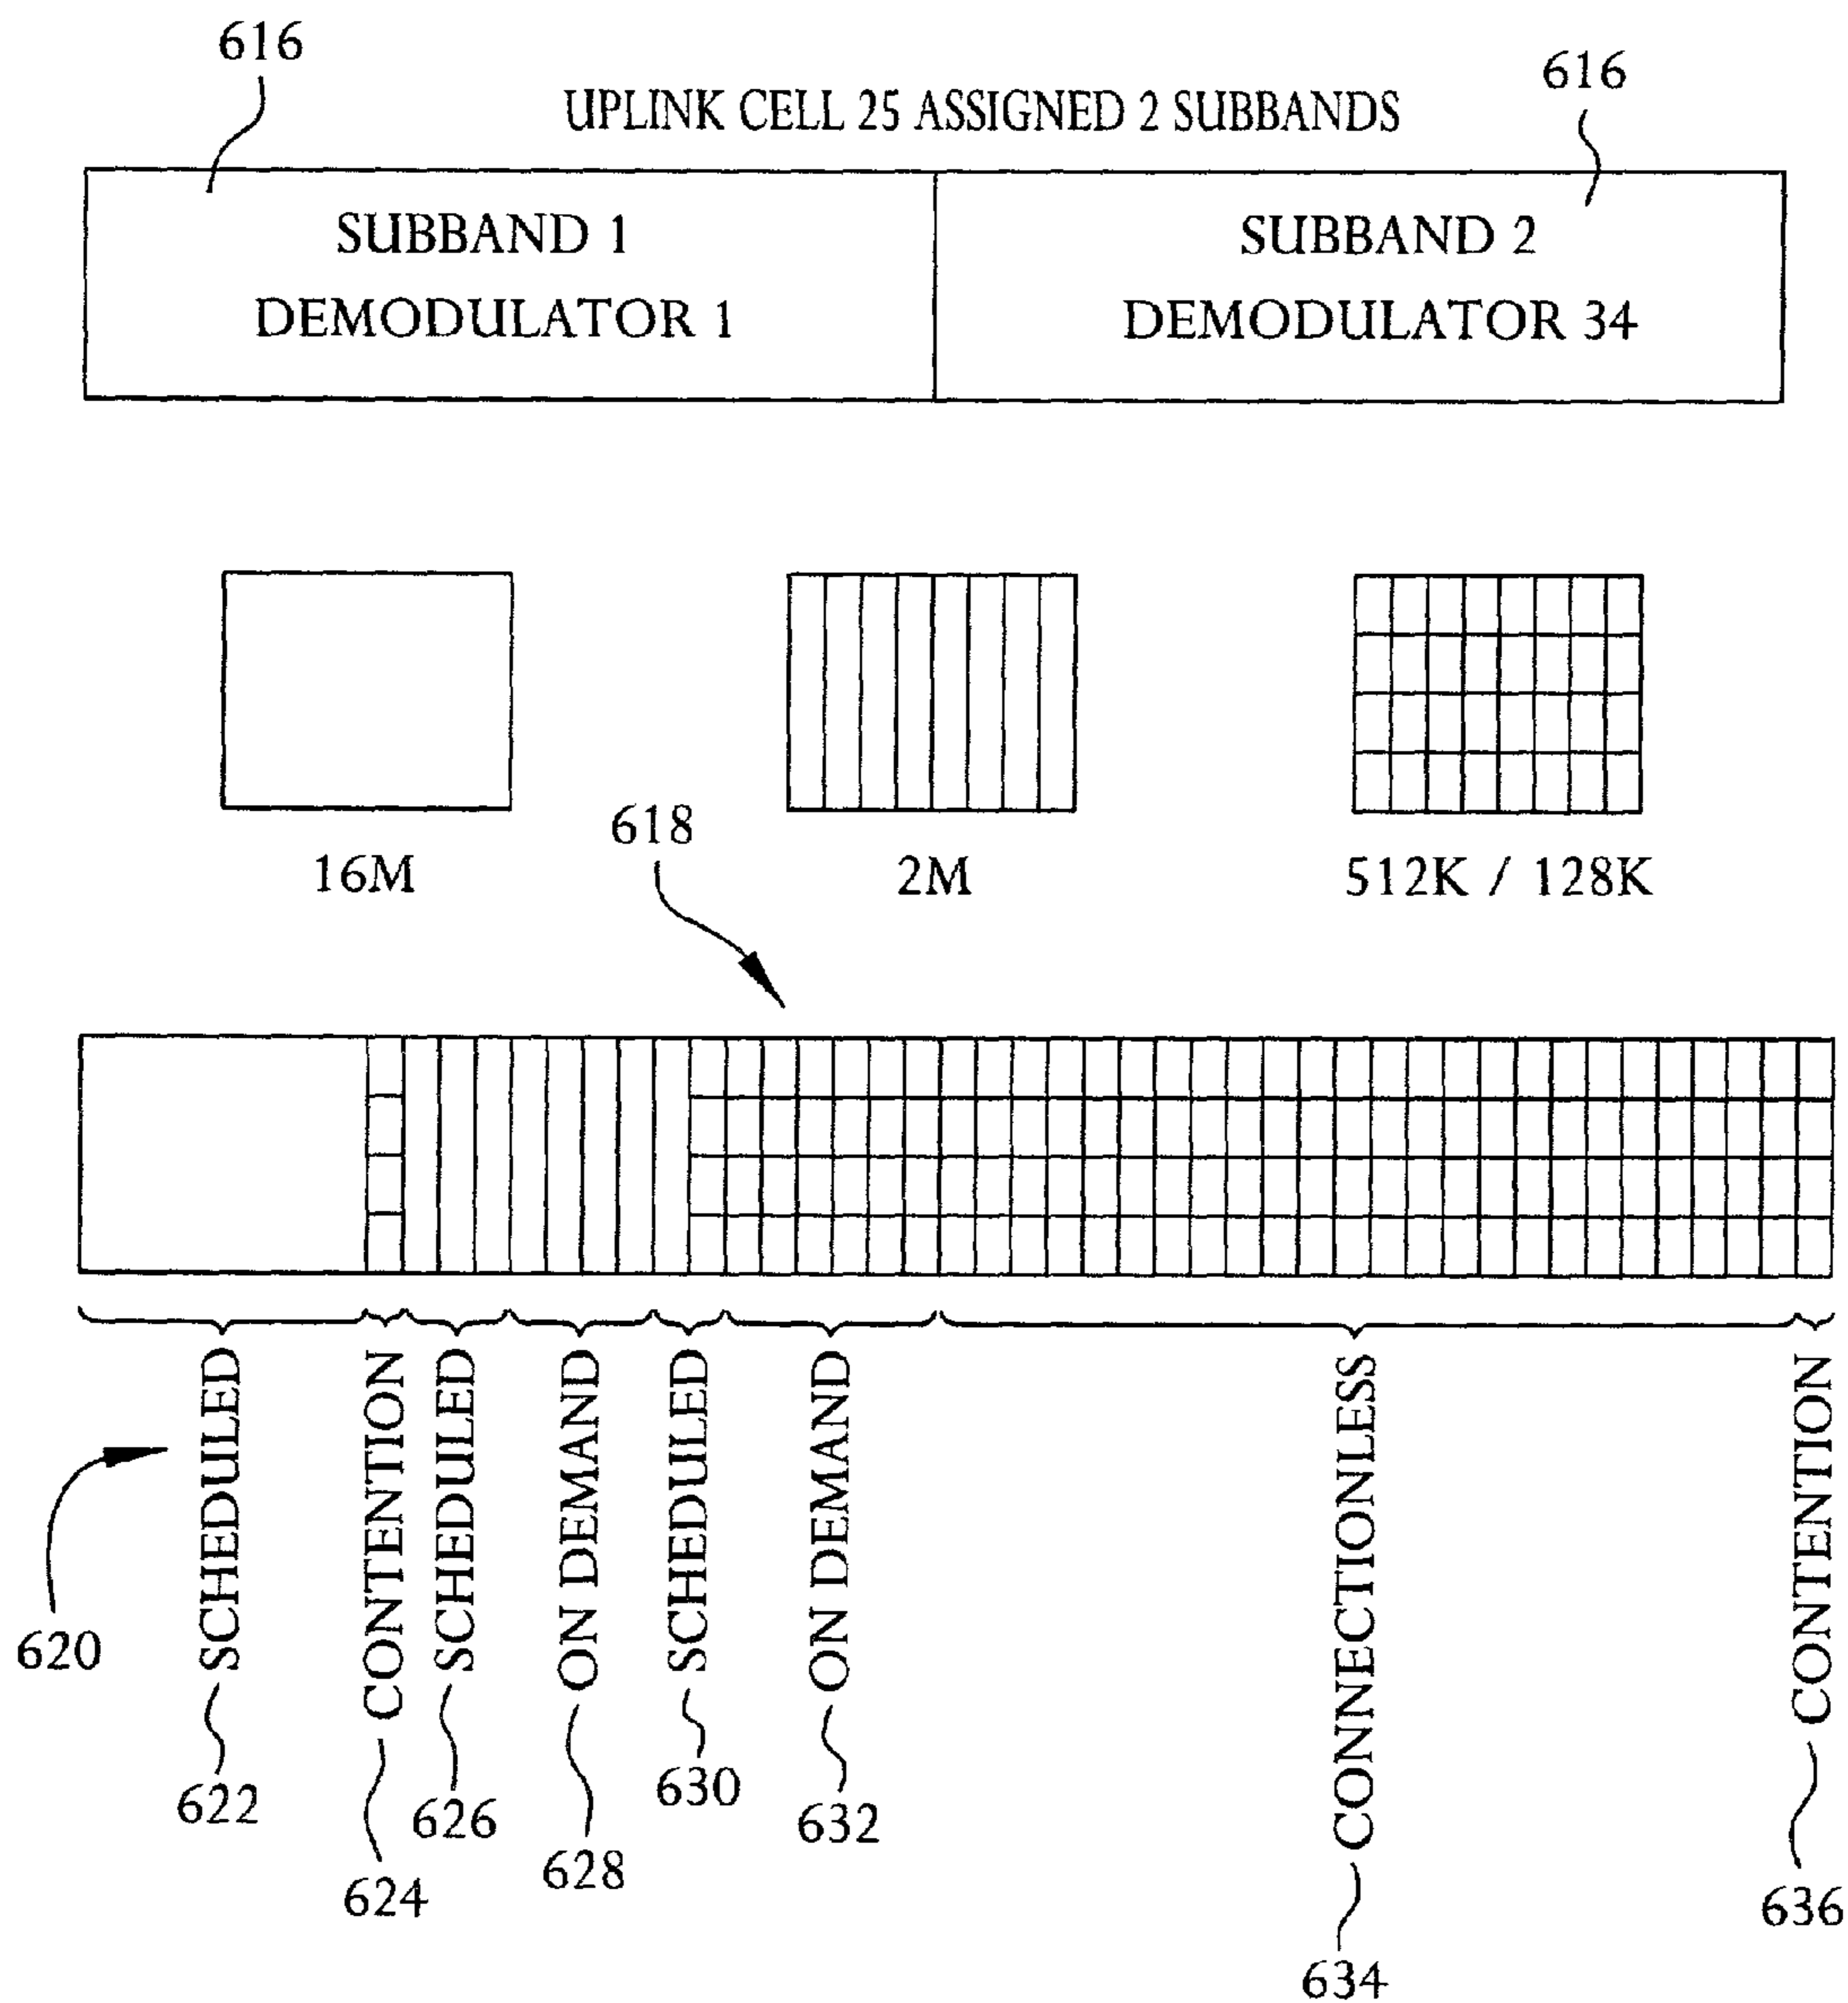 616
616
UPLINK CELL 25 ASSIGNED 2 SUBBANDS
SUBBAND 1
DEMODULATOR 1
SUBBAND 2
DEMODULATOR 34
618
16M
2M
512K / 128K
SCHEDULED
CONTENTION
SCHEDULED
ON DEMAND
SCHEDULED
ON DEMAND
CONNECTIONLESS
CONTENTION
620
622
624
626
628
630
632
634
636